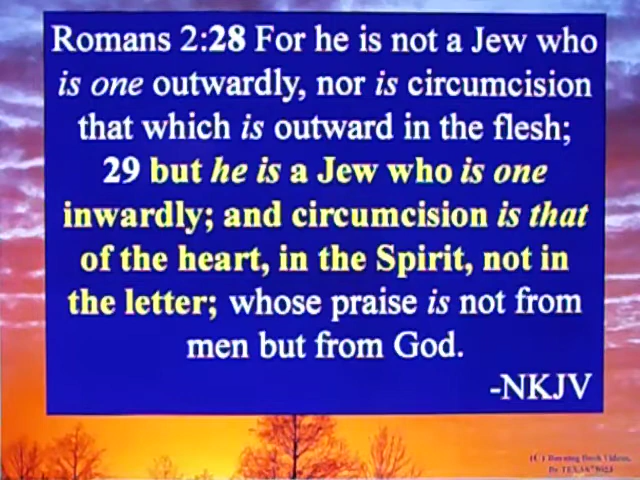 Romans 2:28 For he is not a Jew who
is one outwardly, nor is circumcision
that which is outward in the flesh;
29 but he is a Jew who is one
inwardly; and circumcision is that
of the heart, in the Spirit, not in
the letter; whose praise is not from
men but from God.
-NKJV